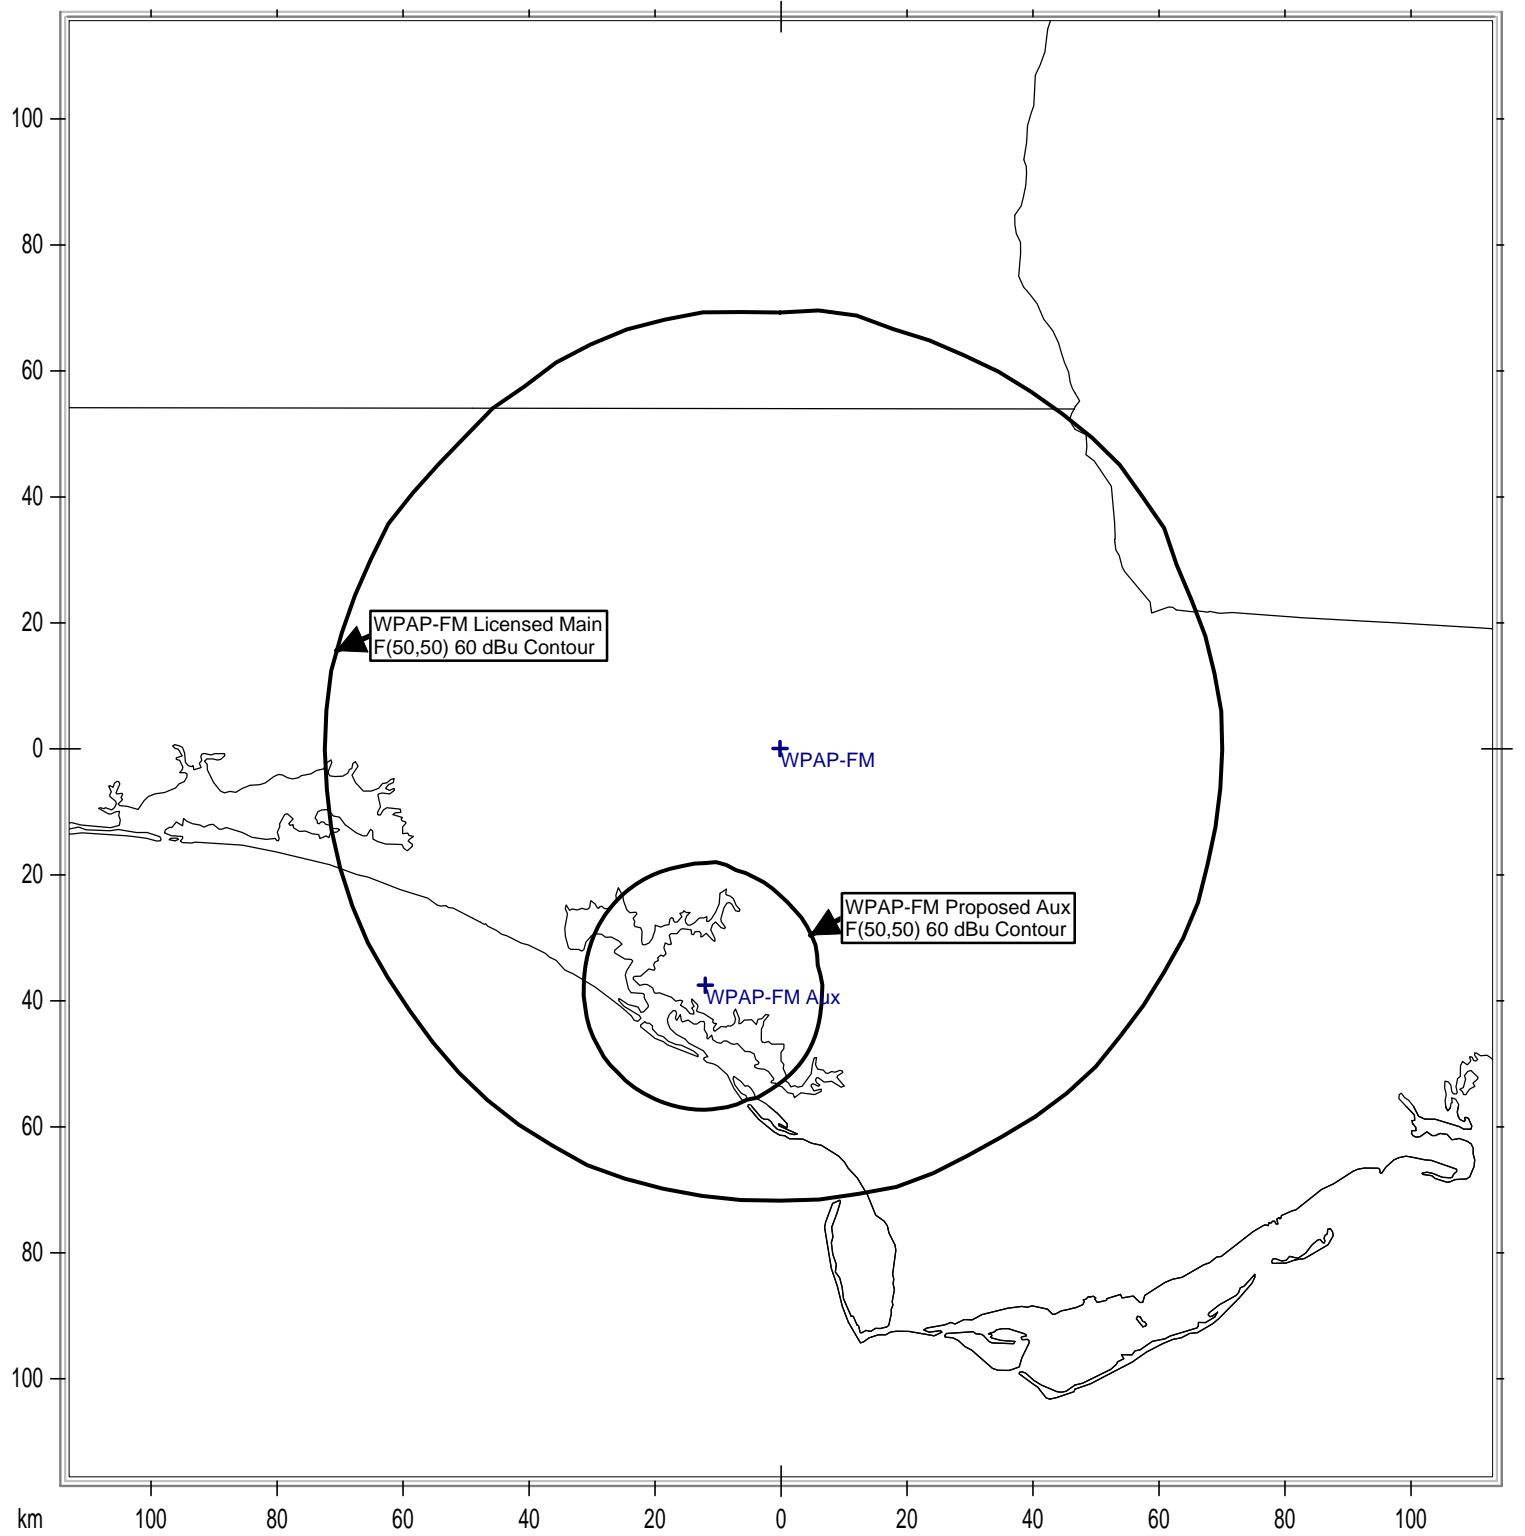 100
80
60
40
20
WPAP-FM Licensed Main
F(50,50) 60 dBu Contour
0
WPAP-FM
20
WPAP-FM Proposed Aux
F(50,50) 60 dBu Contour
40
WPAP-FM Aux
60
80
100
km 100 80 60 40 20 0 20 40 60 80 100